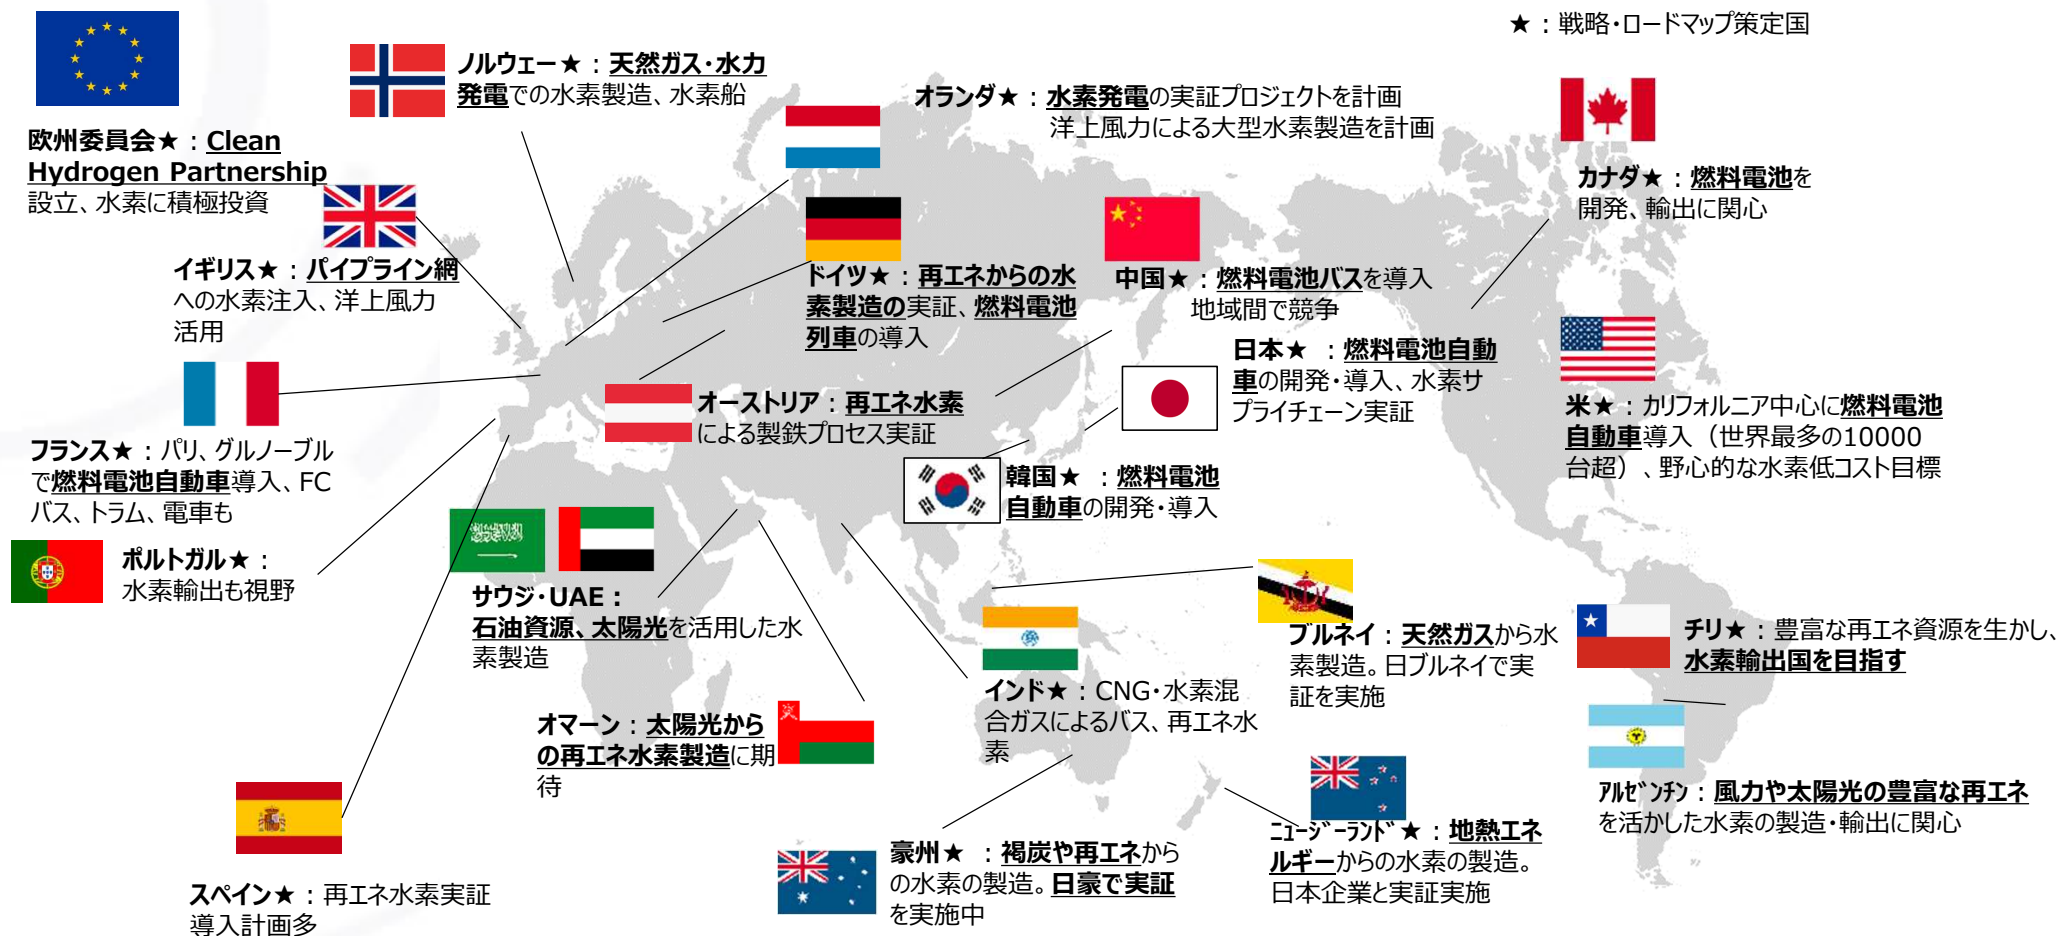 ★：戦略・ロードマップ策定国
欧州委員会★：Clean
Hydrogen Partnership
設立、水素に積極投資
ノルウェー★：天然ガス・水力
発電での水素製造、水素船
オランダ★：水素発電の実証プロジェクトを計画
洋上風力による大型水素製造を計画
カナダ★：燃料電池を
開発、輸出に関心
イギリス★：パイプライン網
への水素注入、洋上風力
活用
ドイツ★：再エネからの水
素製造の実証、燃料電池
列車の導入
中国★：燃料電池バスを導入
地域間で競争
日本★ ：燃料電池自動
車の開発・導入、水素サ
プライチェーン実証
米★：カリフォルニア中心に燃料電池
自動車導入（世界最多の10000
台超）、野心的な水素低コスト目標
フランス★：パリ、グルノーブル
で燃料電池自動車導入、FC
バス、トラム、電車も
オーストリア：再エネ水素
による製鉄プロセス実証
韓国★ ：燃料電池
自動車の開発・導入
ポルトガル★：
水素輸出も視野
サウジ・UAE：
石油資源、太陽光を活用した水
素製造
オマーン：太陽光から
の再エネ水素製造に期
待
インド★：CNG・水素混
合ガスによるバス、再エネ水
素
ブルネイ：天然ガスから水
素製造。日ブルネイで実
証を実施
チリ★：豊富な再エネ資源を生かし、
水素輸出国を目指す
アルゼンチン：風力や太陽光の豊富な再エネ
を活かした水素の製造・輸出に関心
スペイン★：再エネ水素実証
導入計画多
豪州★ ：褐炭や再エネから
の水素の製造。日豪で実証
を実施中
ニュージーランド★：地熱エネ
ルギーからの水素の製造。
日本企業と実証実施